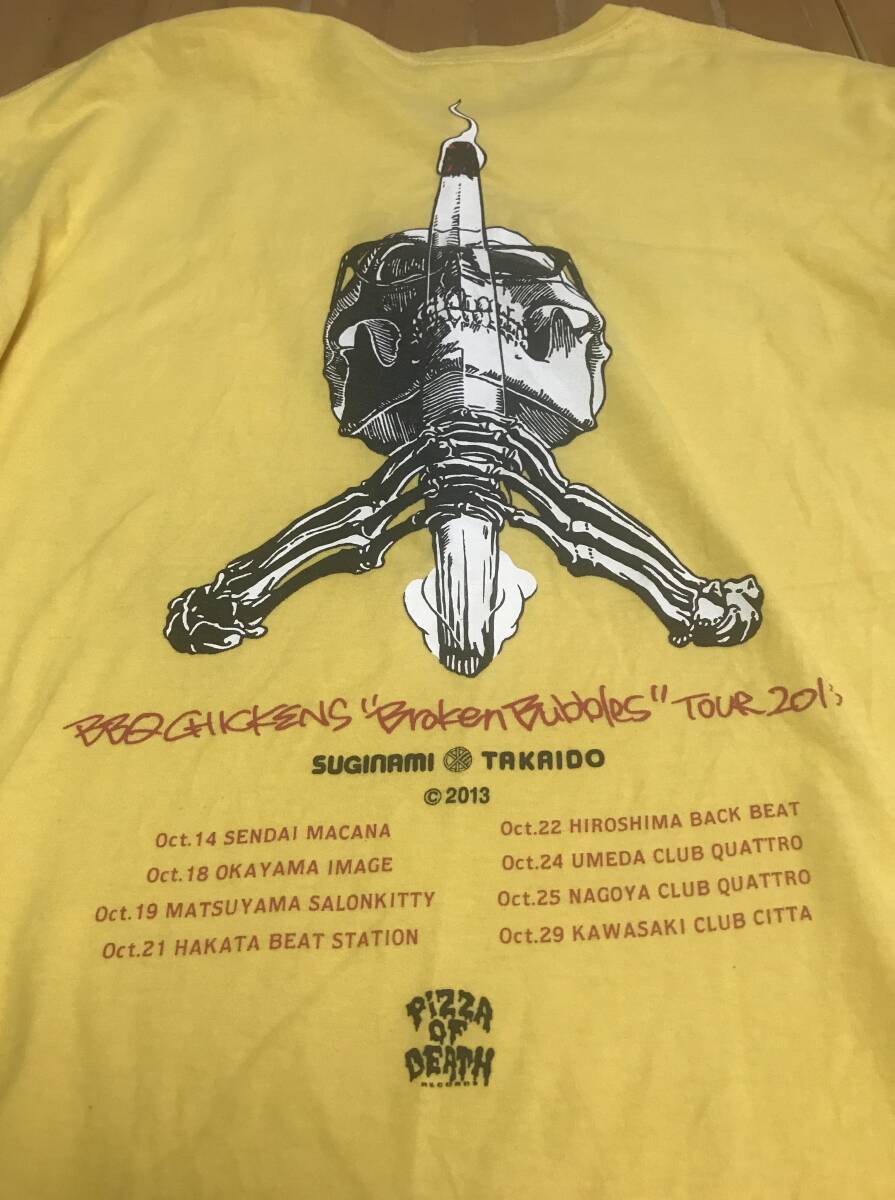 BBQ CHICKENS "Broken Bubbles" TOUR 2013
SUGINAMI TAKAIDO
© 2013
Oct.14 SENDAI MACANA
Oct.18 OKAYAMA IMAGE
Oct.19 MATSUYAMA SALONKITTY
Oct.21 HAKATA BEAT STATION
Oct.22 HIROSHIMA BACK BEAT
Oct.24 UMEDA CLUB QUATTRO
Oct.25 NAGOYA CLUB QUATTRO
Oct.29 KAWASAKI CLUB CITTA
PiZZA
OF
DEATH
RECORDS